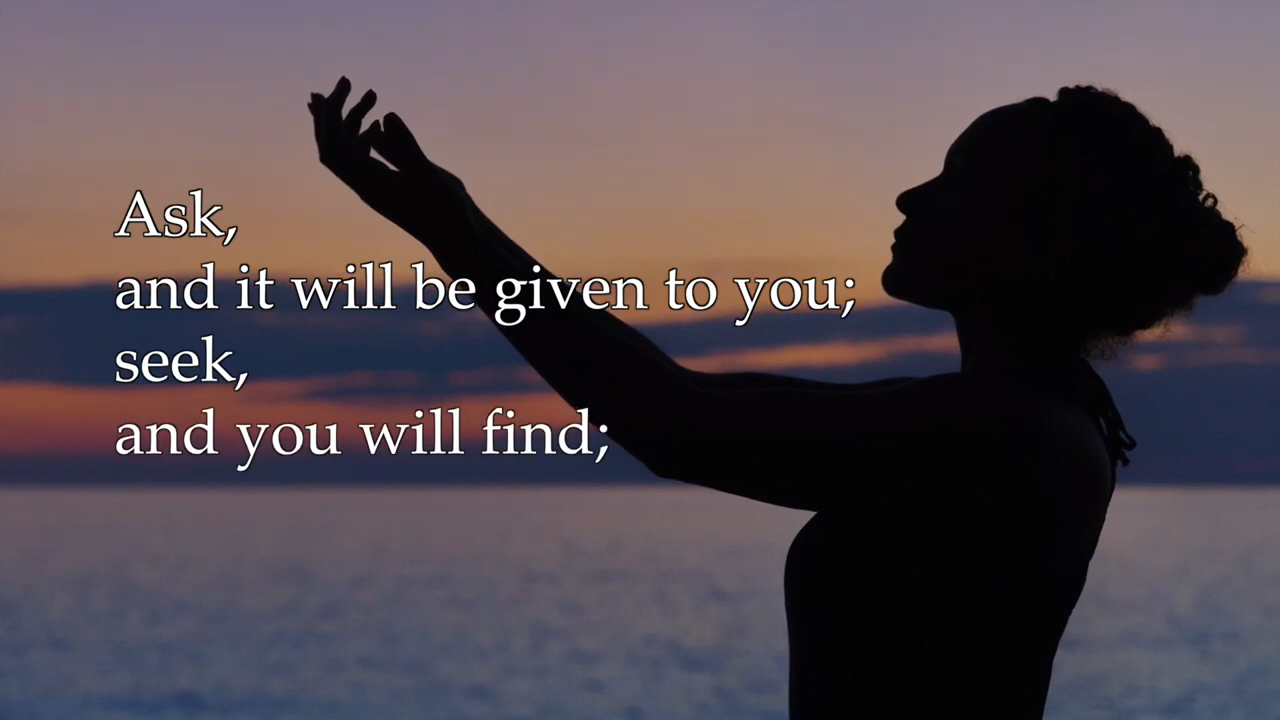 Ask,
and it will be given to you;
seek,
and you will find;